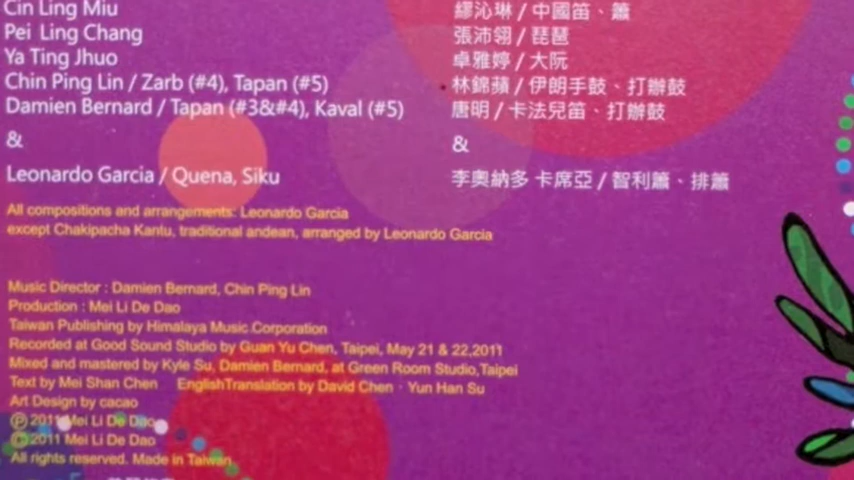 Cin Ling Miu
Pei Ling Chang
Ya Ting Jhuo
Chin Ping Lin / Zarb (#4), Tapan (#5)
Damien Bernard / Tapan (#3&#4), Kaval (#5)
&
Leonardo Garcia / Quena, Siku
繆沁琳 / 中國笛、簫
張沛翎 / 琵琶
卓雅婷 / 大阮
林錦蘋 / 伊朗手鼓、打辦鼓
唐明 / 卡法兒笛、打辦鼓
&
李奧納多 卡席亞 / 智利簫、排簫
All compositions and arrangements: Leonardo Garcia
except Chakipacha Kantu, traditional andean, arranged by Leonardo Garcia
Music Director : Damien Bernard, Chin Ping Lin
Production : Mei Li De Dao
Taiwan Publishing by Himalaya Music Corporation
Recorded at Good Sound Studio by Guan Yu Chen, Taipei, May 21 & 22,2011
Mixed and mastered by Kyle Su, Damien Bernard, at Green Room Studio,Taipei
Text by Mei Shan Chen EnglishTranslation by David Chen · Yun Han Su
Art Design by cacao
Ⓟ 2011 Mei Li De Dao
© 2011 Mei Li De Dao
All rights reserved. Made in Taiwan